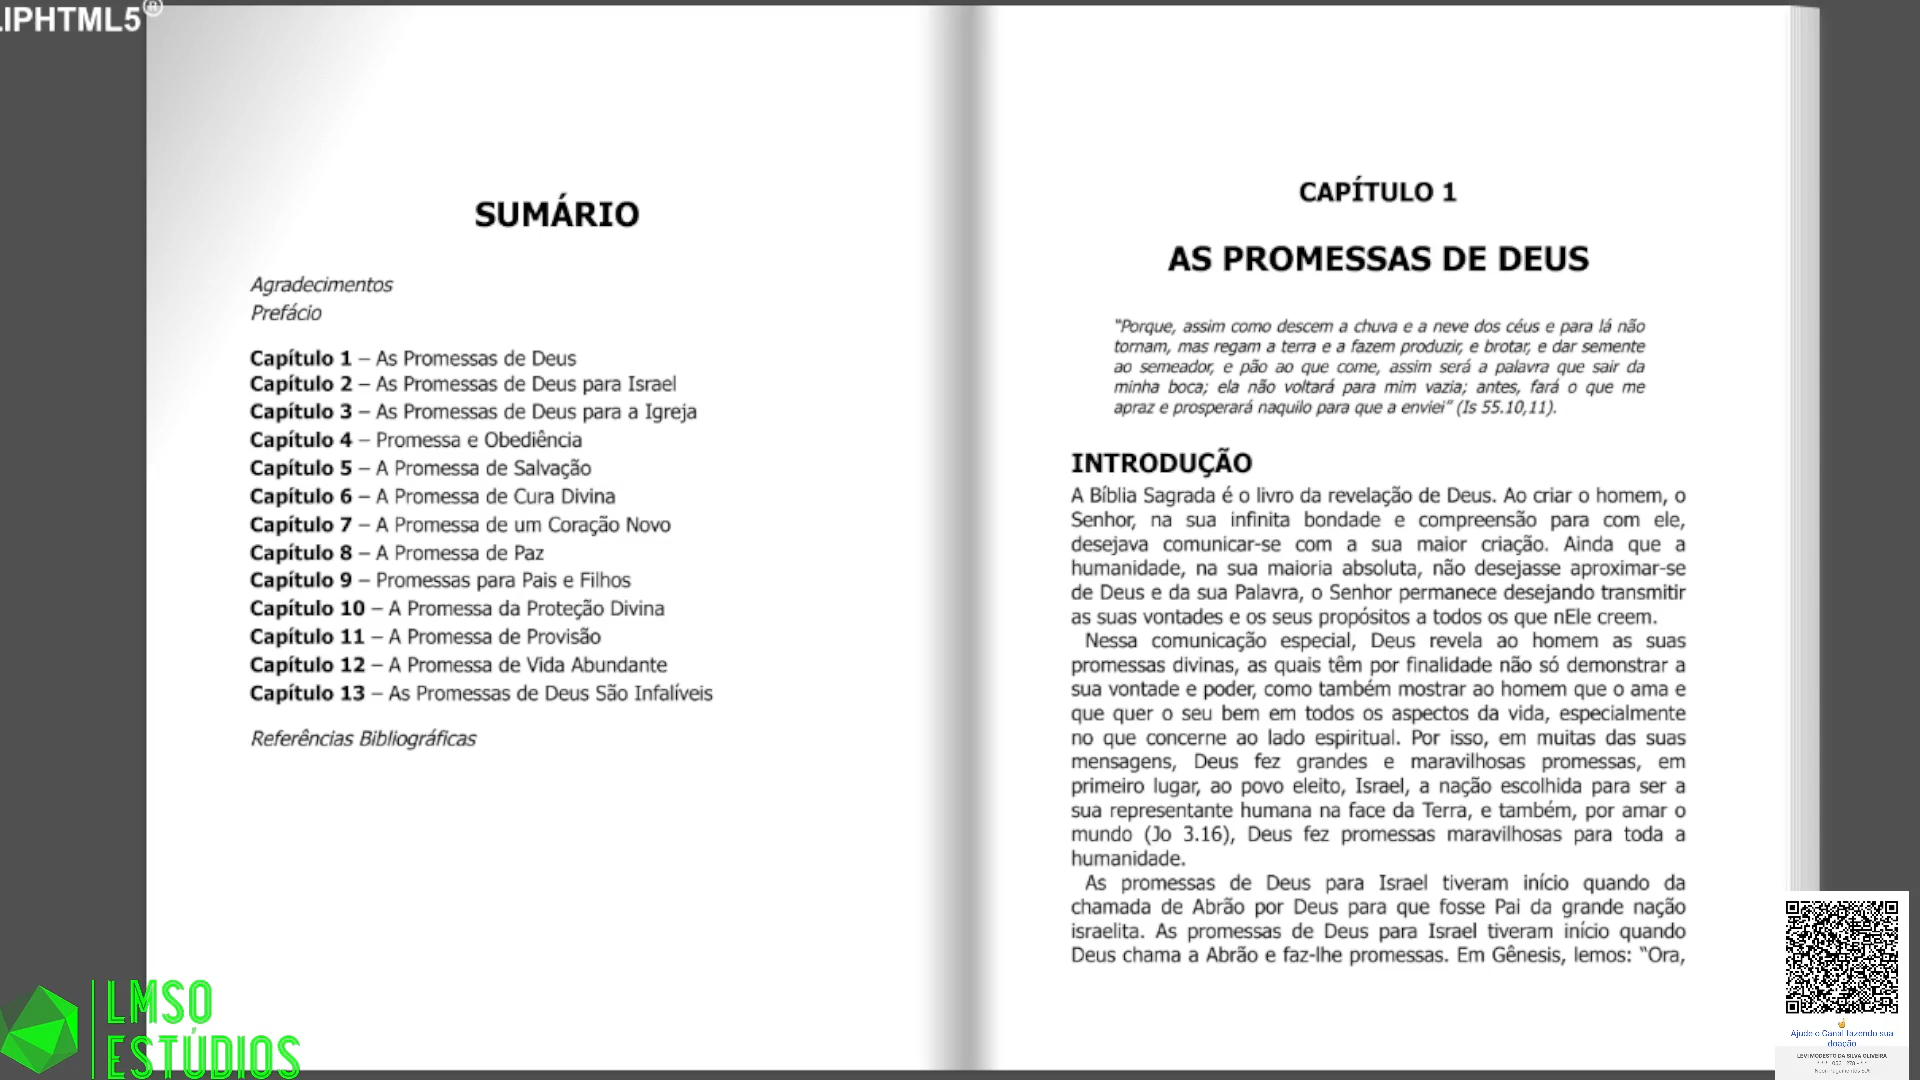 IPHTML5®
SUMÁRIO
Agradecimentos
Prefácio
Capítulo 1 – As Promessas de Deus
Capítulo 2 – As Promessas de Deus para Israel
Capítulo 3 – As Promessas de Deus para a Igreja
Capítulo 4 – Promessa e Obediência
Capítulo 5 – A Promessa de Salvação
Capítulo 6 – A Promessa de Cura Divina
Capítulo 7 – A Promessa de um Coração Novo
Capítulo 8 – A Promessa de Paz
Capítulo 9 – Promessas para Pais e Filhos
Capítulo 10 – A Promessa da Proteção Divina
Capítulo 11 – A Promessa de Provisão
Capítulo 12 – A Promessa de Vida Abundante
Capítulo 13 – As Promessas de Deus São Infalíveis
Referências Bibliográficas
CAPÍTULO 1
AS PROMESSAS DE DEUS
“Porque, assim como descem a chuva e a neve dos céus e para lá não
tornam, mas regam a terra e a fazem produzir, e brotar, e dar semente
ao semeador, e pão ao que come, assim será a palavra que sair da
minha boca; ela não voltará para mim vazia; antes, fará o que me
apraz e prosperará naquilo para que a enviei” (Is 55.10,11).
INTRODUÇÃO
A Bíblia Sagrada é o livro da revelação de Deus. Ao criar o homem, o
Senhor, na sua infinita bondade e compreensão para com ele,
desejava comunicar-se com a sua maior criação. Ainda que a
humanidade, na sua maioria absoluta, não desejasse aproximar-se
de Deus e da sua Palavra, o Senhor permanece desejando transmitir
as suas vontades e os seus propósitos a todos os que nEle creem.
Nessa comunicação especial, Deus revela ao homem as suas
promessas divinas, as quais têm por finalidade não só demonstrar a
sua vontade e poder, como também mostrar ao homem que o ama e
que quer o seu bem em todos os aspectos da vida, especialmente
no que concerne ao lado espiritual. Por isso, em muitas das suas
mensagens, Deus fez grandes e maravilhosas promessas, em
primeiro lugar, ao povo eleito, Israel, a nação escolhida para ser a
sua representante humana na face da Terra, e também, por amar o
mundo (Jo 3.16), Deus fez promessas maravilhosas para toda a
humanidade.
As promessas de Deus para Israel tiveram início quando da
chamada de Abrão por Deus para que fosse Pai da grande nação
israelita. As promessas de Deus para Israel tiveram início quando
Deus chama a Abrão e faz-lhe promessas. Em Gênesis, lemos: “Ora,
LMSO
ESTÚDIOS
Ajude o Canal fazendo sua
doação
LEVI MODESTO DA SILVA OLIVEIRA